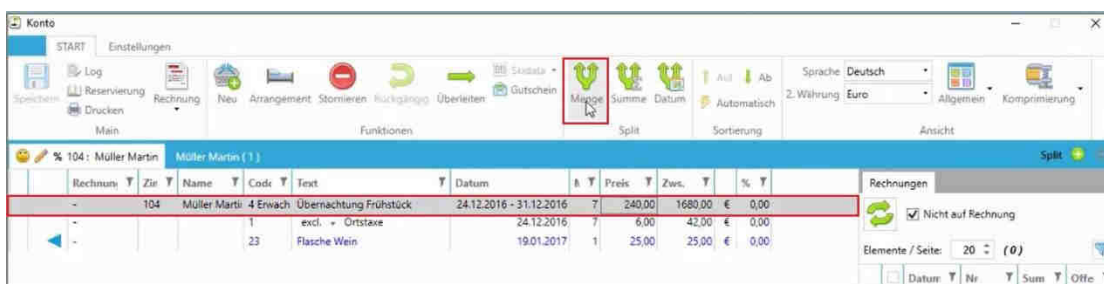 Konto
START Einstellungen
Speichern
Log
Reservierung
Drucken
Rechnung
Neu Arrangement Stornieren Rückgängig Überleiten
Skidata
Gutschein
Menge Summe Datum
Auf Ab
Automatisch
Sprache Deutsch
2. Währung Euro
Allgemein Komprimierung
Main Funktionen Split Sortierung Ansicht
% 104: Müller Martin Müller Martin ( 1 ) Split
Rechnun Zir Name Code Text Datum Preis Zws. % Rechnungen
- 104 Müller Martin 4 Erwach Übernachtung Frühstück 24.12.2016 - 31.12.2016 7 240,00 1680,00 € 0,00
- 1 excl. Ortstaxe 24.12.2016 7 6,00 42,00 € 0,00 Nicht auf Rechnung
- 23 Flasche Wein 19.01.2017 1 25,00 25,00 € 0,00
Elemente / Seite: 20 ( 0 )
Datum Nr Sum Offe